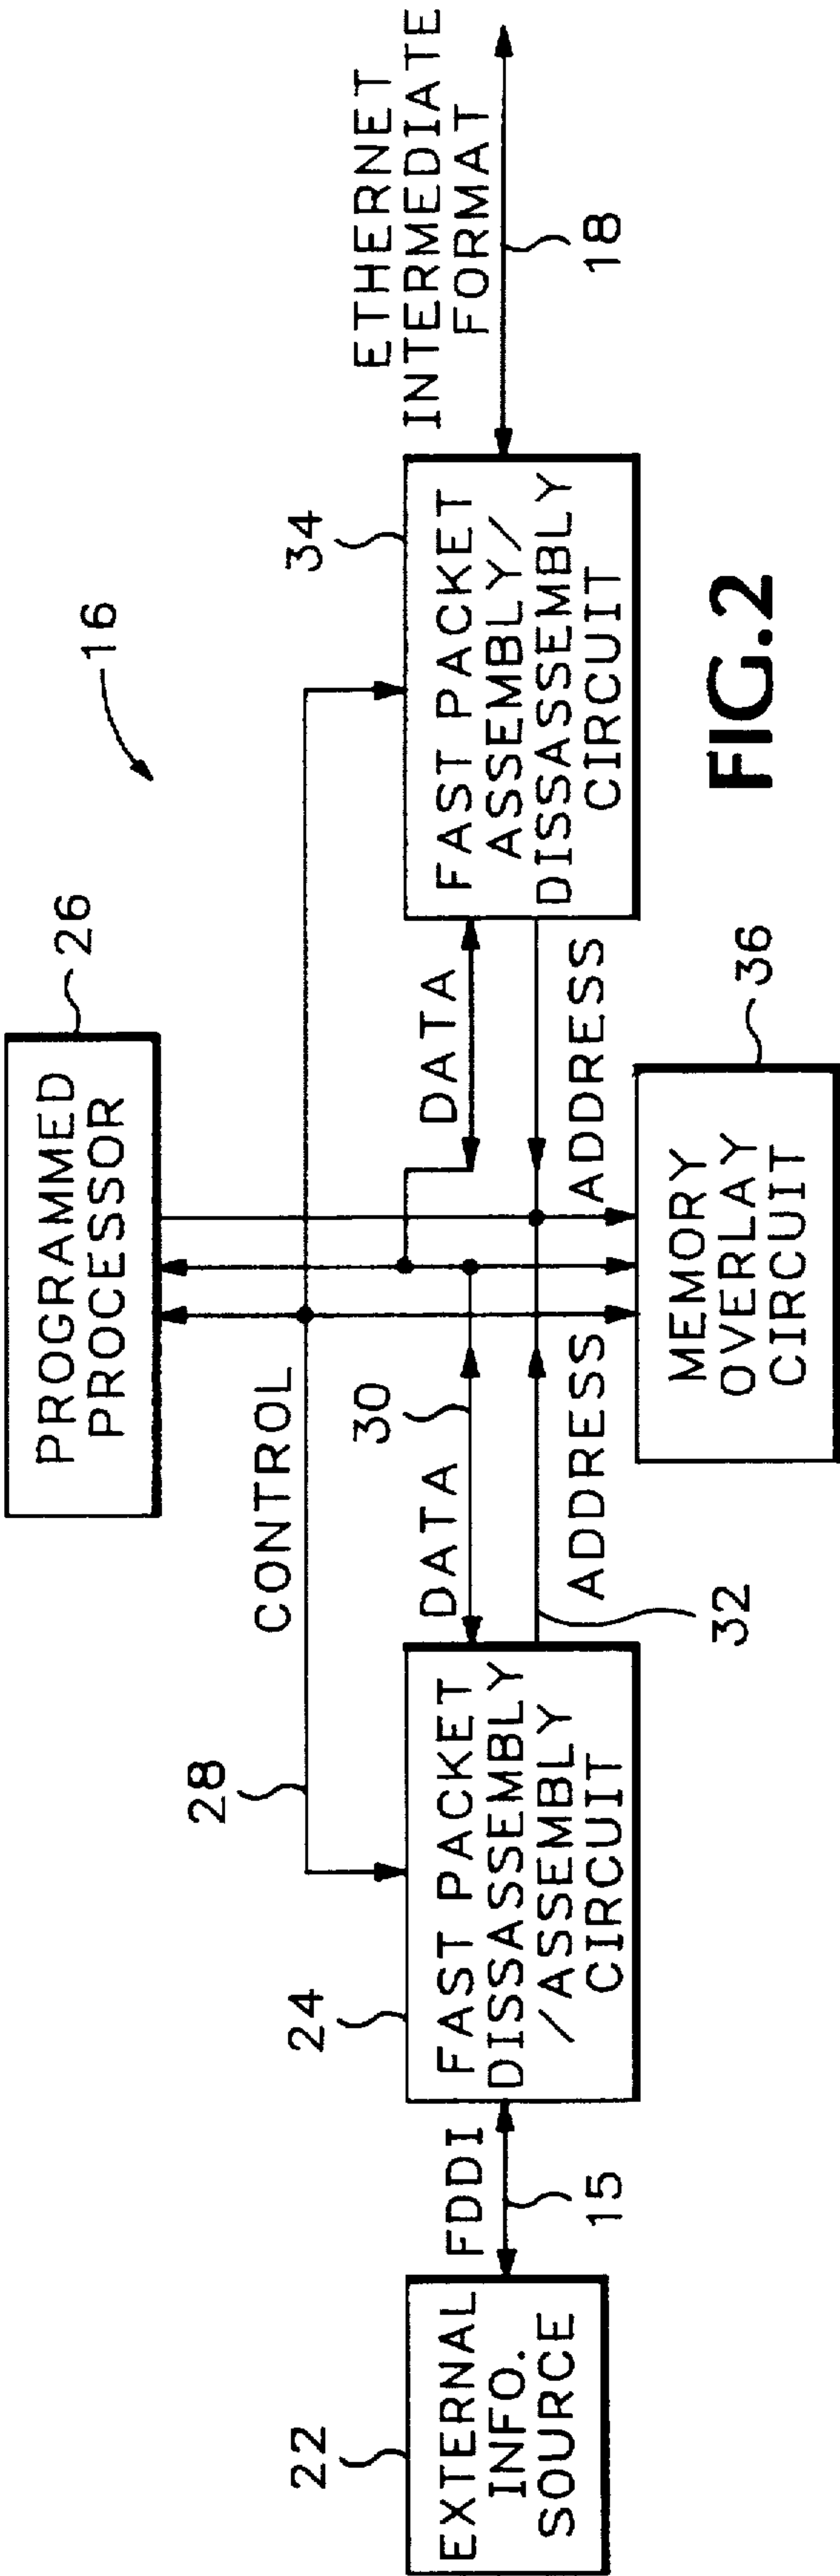 16
PROGRAMMED
PROCESSOR
26
28
CONTROL
22
EXTERNAL
INFO.
SOURCE
FDDI
15
24
FAST PACKET
DISSASSEMBLY
/ASSEMBLY
CIRCUIT
DATA
30
ADDRESS
32
DATA
ADDRESS
34
FAST PACKET
ASSEMBLY/
DISSASSEMBLY
CIRCUIT
ETHERNET
INTERMEDIATE
FORMAT
18
MEMORY
OVERLAY
CIRCUIT
36
FIG.2